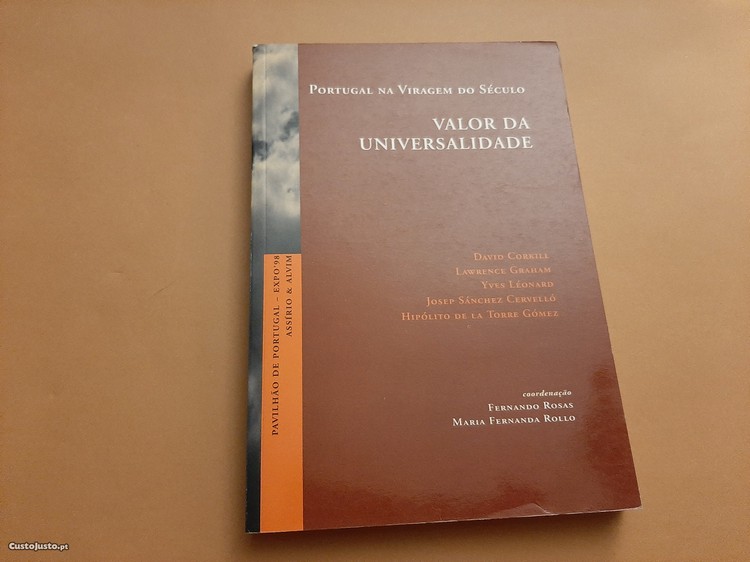 PORTUGAL NA VIRAGEM DO SÉCULO
VALOR DA
UNIVERSALIDADE
DAVID CORKILL
LAWRENCE GRAHAM
YVES LÉONARD
JOSEP SÁNCHEZ CERVELLÓ
HIPÓLITO DE LA TORRE GÓMEZ
coordenação
FERNANDO ROSAS
MARIA FERNANDA ROLLO
PAVILHÃO DE PORTUGAL – EXPO'98
ASSÍRIO & ALVIM
CustoJusto.pt